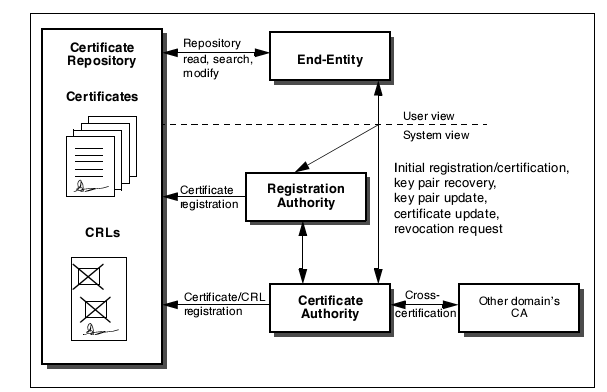 Certificate
Repository
Certificates
CRLs
Repository
read, search,
modify
End-Entity
User view
System view
Initial registration/certification,
key pair recovery,
key pair update,
certificate update,
revocation request
Certificate
registration
Registration
Authority
Certificate/CRL
registration
Certificate
Authority
Cross-
certification
Other domain's
CA